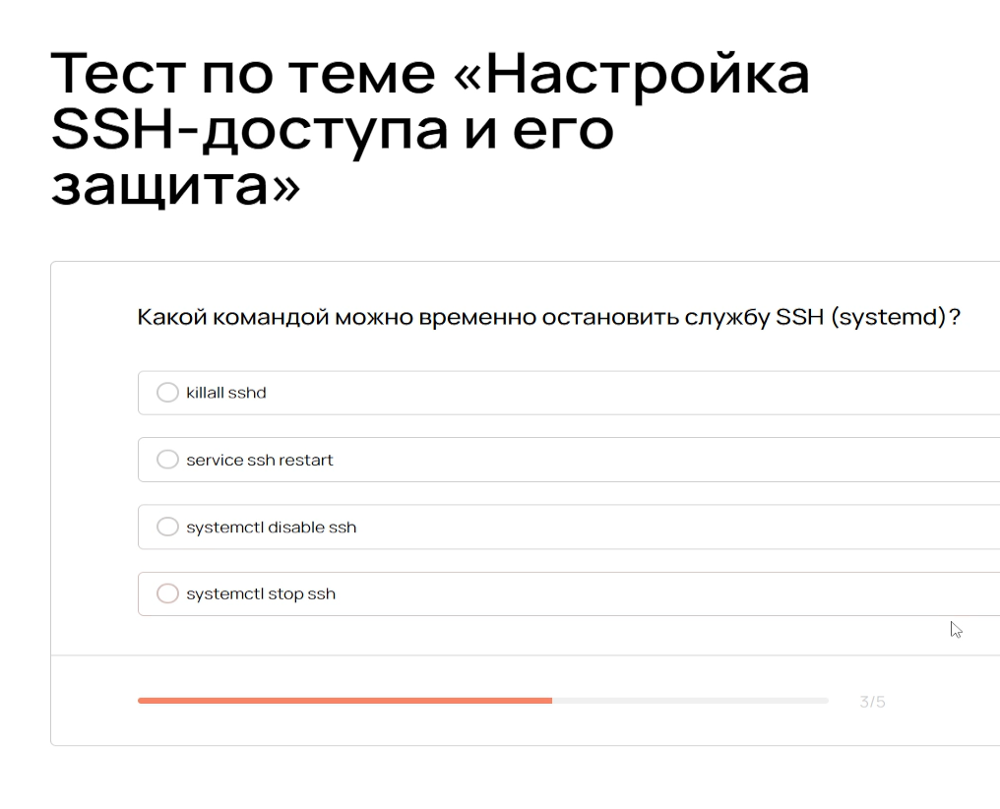 Тест по теме «Настройка
SSH-доступа и его
защита»
Какой командой можно временно остановить службу SSH (systemd)?
killall sshd
service ssh restart
systemctl disable ssh
systemctl stop ssh
3/5